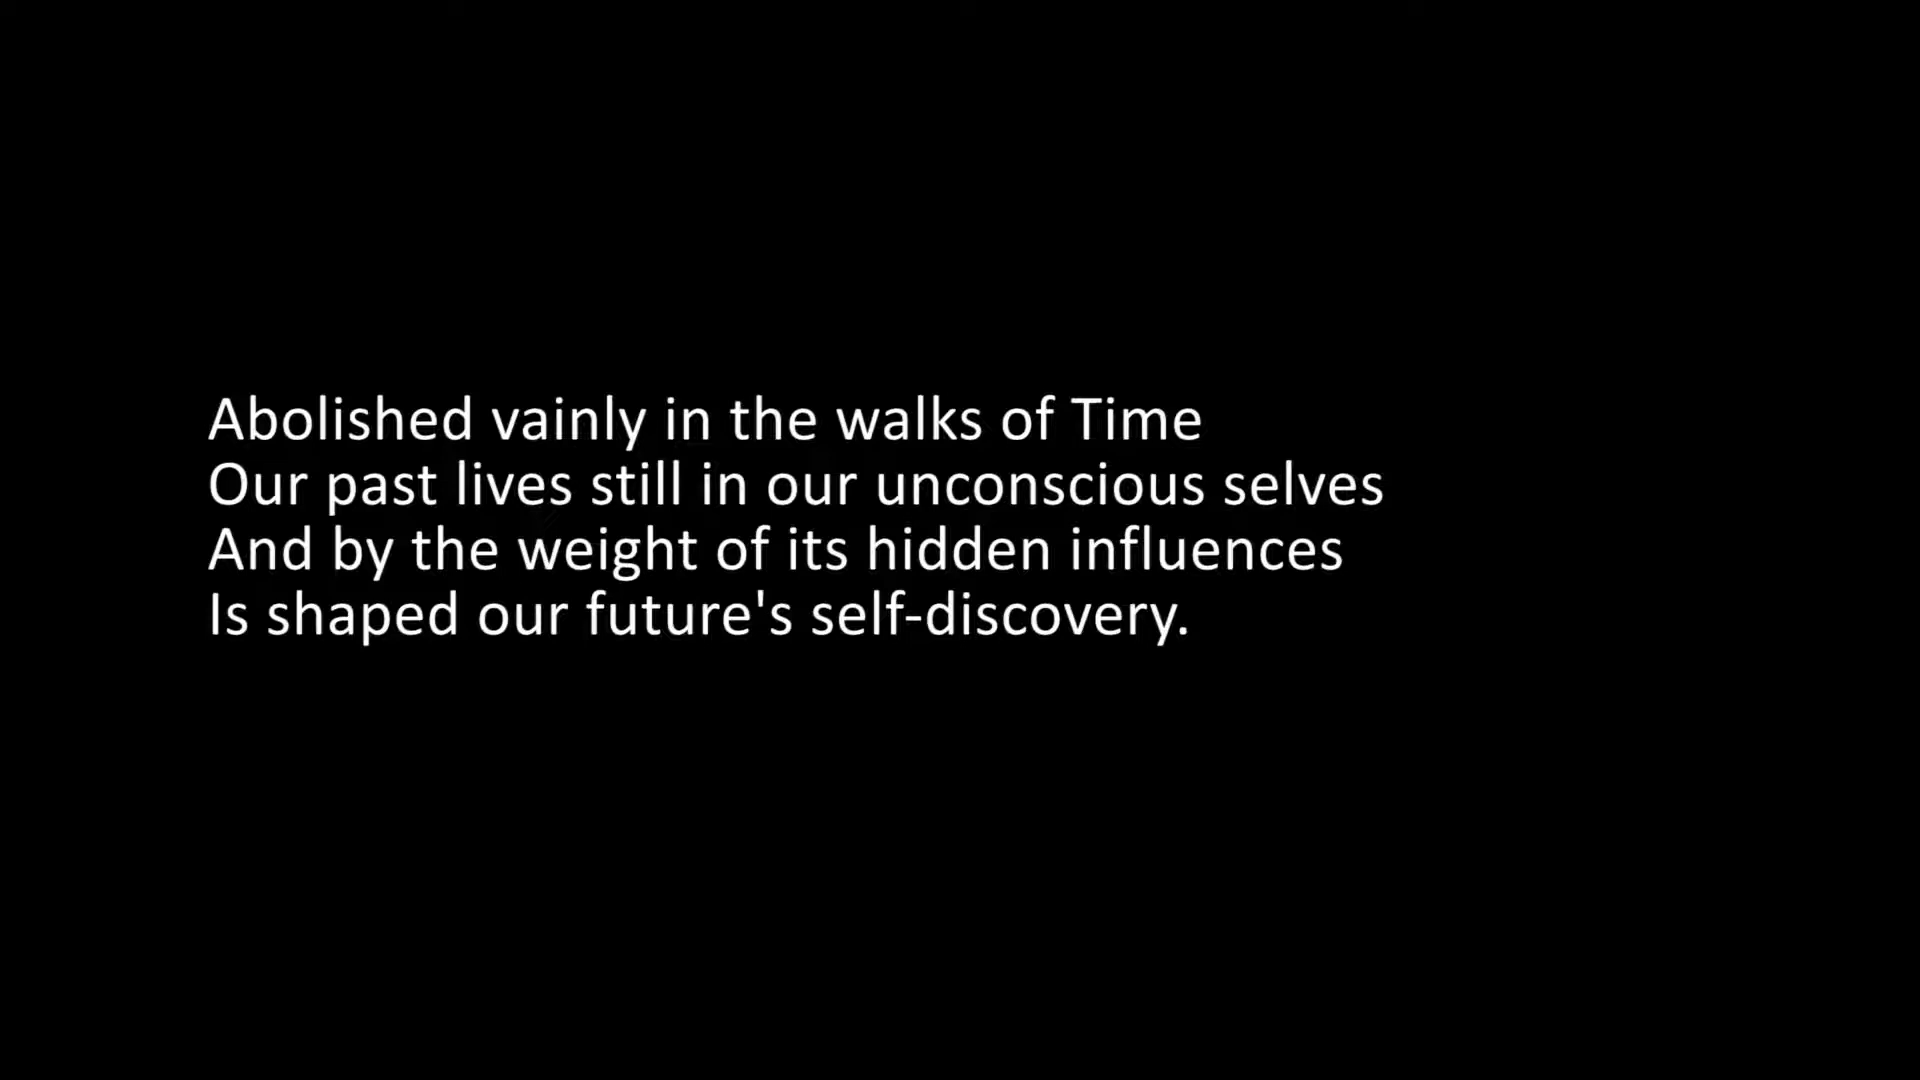 Abolished vainly in the walks of Time
Our past lives still in our unconscious selves
And by the weight of its hidden influences
Is shaped our future's self-discovery.